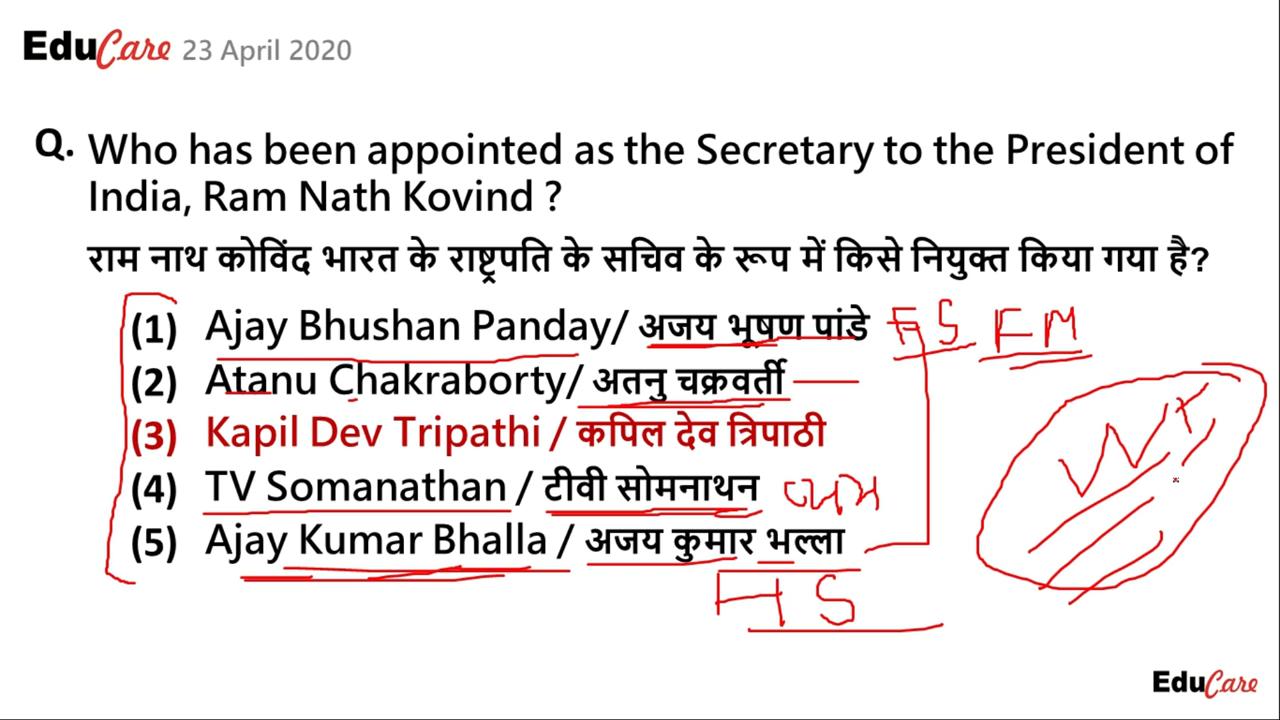 EduCare 23 April 2020
Q. Who has been appointed as the Secretary to the President of
India, Ram Nath Kovind ?
राम नाथ कोविंद भारत के राष्ट्रपति के सचिव के रूप में किसे नियुक्त किया गया है?
(1) Ajay Bhushan Panday/ अजय भूषण पांडे FS FM
(2) Atanu Chakraborty/ अतनु चक्रवर्ती
(3) Kapil Dev Tripathi / कपिल देव त्रिपाठी
(4) TV Somanathan / टीवी सोमनाथन व्यय
(5) Ajay Kumar Bhalla / अजय कुमार भल्ला
HS
EduCare